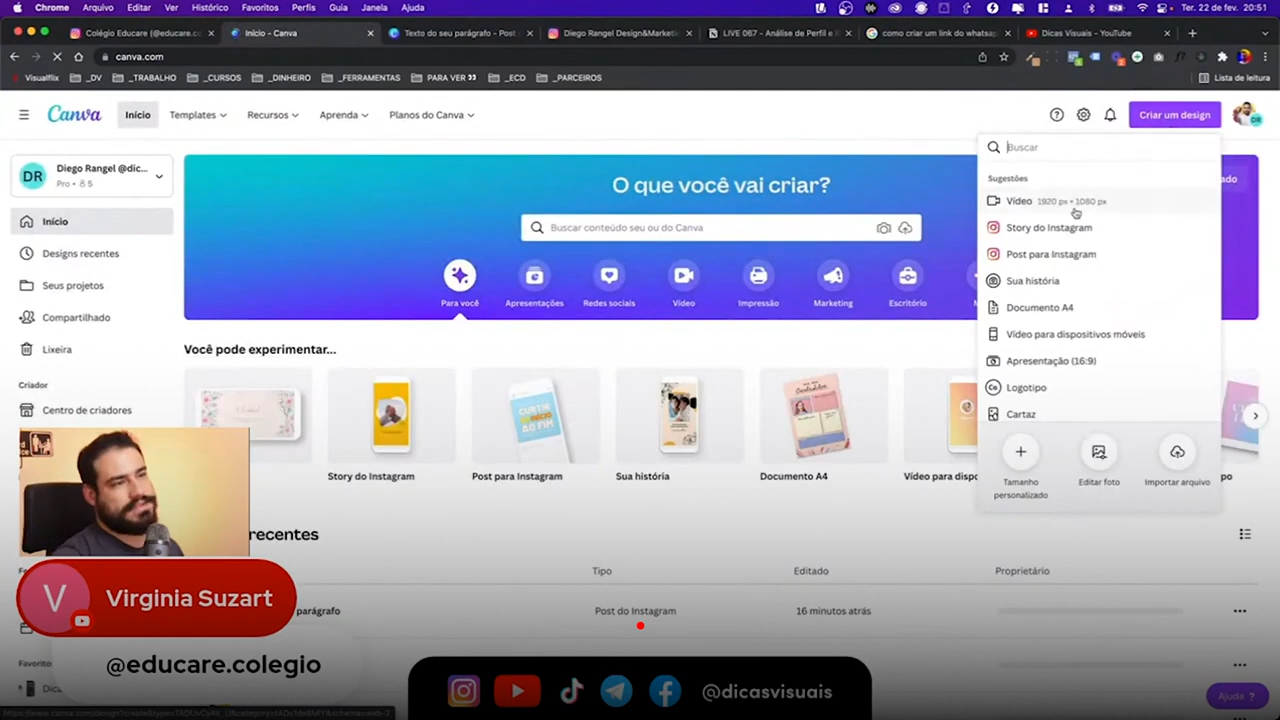 Chrome Arquivo Editar Ver Histórico Favoritos Perfis Guia Janela Ajuda
Ter. 22 de fev. 20:51
Colégio Educare (@educare.co
Início - Canva
Texto do seu parágrafo - Post
Diego Rangel Design&Marketin
LIVE 067 - Análise de Perfil e
como criar um link do whatsap
Dicas Visuais - YouTube
canva.com
Visualflix _DV _TRABALHO _CURSOS _DINHEIRO _FERRAMENTAS PARA VER _ECD _PARCEIROS
Lista de leitura
Canva
Início
Templates
Recursos
Aprenda
Planos do Canva
Criar um design
DR
Diego Rangel @dic...
Pro • 5
Início
Designs recentes
Seus projetos
Compartilhado
Lixeira
Criador
Centro de criadores
O que você vai criar?
Buscar conteúdo seu ou do Canva
Para você
Apresentações
Redes sociais
Vídeo
Impressão
Marketing
Escritório
Buscar
Sugestões
Vídeo 1920 px • 1080 px
Story do Instagram
Post para Instagram
Sua história
Documento A4
Vídeo para dispositivos móveis
Apresentação (16:9)
Logotipo
Cartaz
Tamanho personalizado
Editar foto
Importar arquivo
Você pode experimentar...
CURTIR
INÍCIO
AO FIM
Story do Instagram
Post para Instagram
Sua história
Documento A4
Vídeo para dispo
recentes
Tipo
Editado
Proprietário
parágrafo
Post do Instagram
16 minutos atrás
Favorito
V
Virginia Suzart
@educare.colegio
@dicasvisuais
Ajuda ?